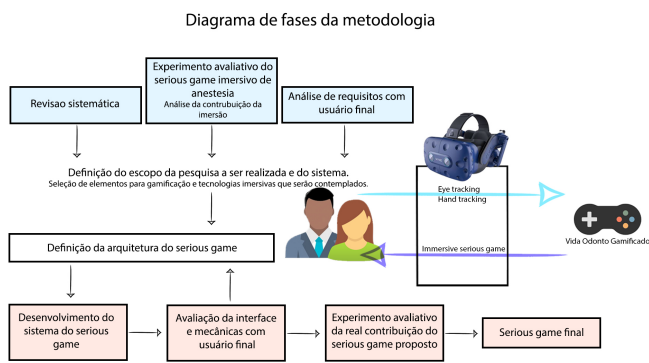 Diagrama de fases da metodologia
Revisao sistemática
Experimento avaliativo do
serious game imersivo de
anestesia
Análise da contrubuição da
imersão
Análise de requisitos com
usuário final
Definição do escopo da pesquisa a ser realizada e do sistema.
Seleção de elementos para gamificação e tecnologias imersivas que serão contemplados.
Eye tracking
Hand tracking
Immersive serious game
Vida Odonto Gamificado
Definição da arquitetura do serious game
Desenvolvimento do
sistema do serious
game
Avaliação da interface
e mecânicas com
usuário final
Experimento avaliativo
da real contribuição do
serious game proposto
Serious game final